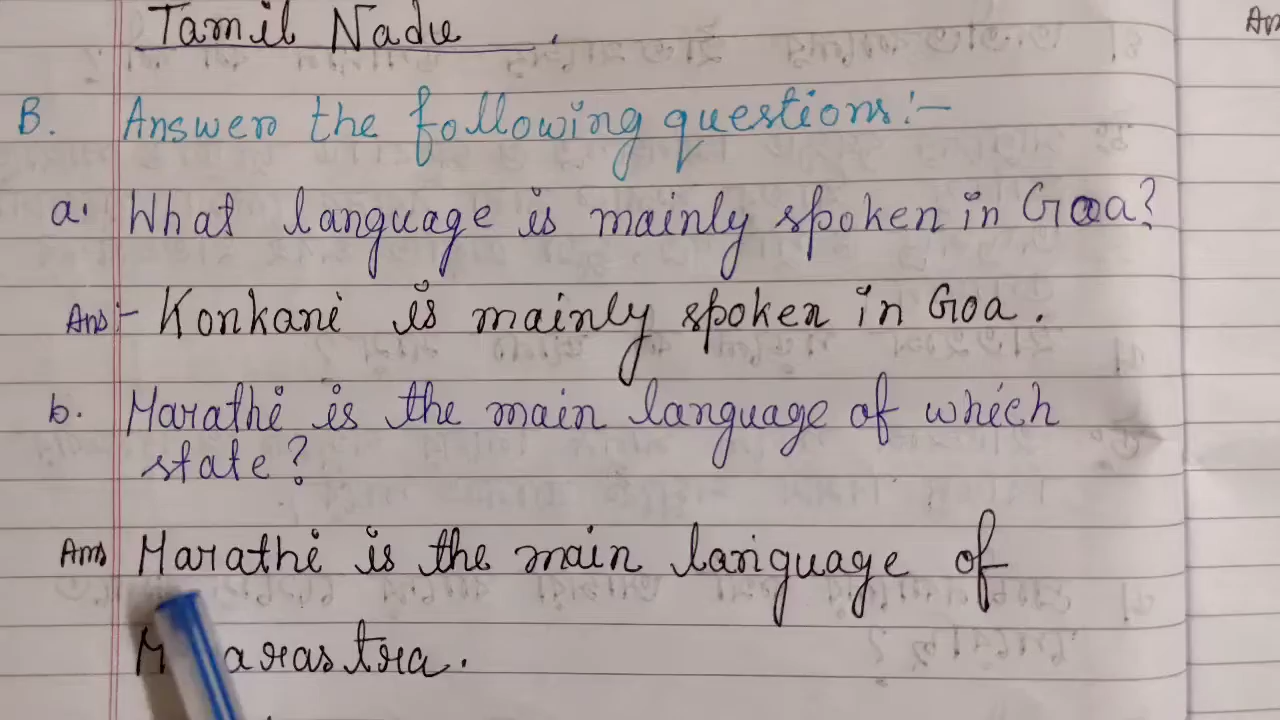 Tamil Nadu.
An
B. Answer the following questions:-
a. What language is mainly spoken in Goa?
Ans:- Konkani is mainly spoken in Goa.
b. Marathi is the main language of which
state?
Ans Marathi is the main language of